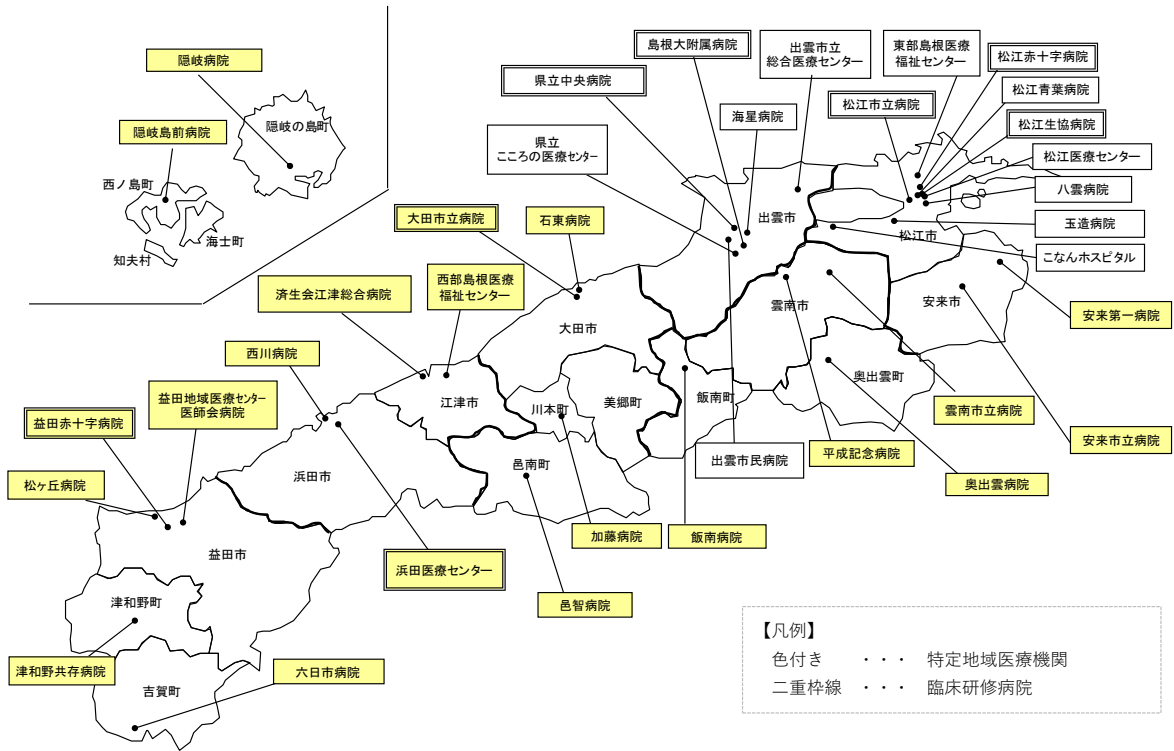 隠岐病院
隠岐の島町
隠岐島前病院
西ノ島町
海士町
知夫村
島根大附属病院
出雲市立
総合医療センター
東部島根医療
福祉センター
松江赤十字病院
県立中央病院
松江青葉病院
松江市立病院
海星病院
松江生協病院
県立
こころの医療センター
松江医療センター
八雲病院
玉造病院
こなんホスピタル
出雲市
松江市
大田市立病院
石東病院
安来市
安来第一病院
済生会江津総合病院
西部島根医療
福祉センター
雲南市
大田市
西川病院
奥出雲町
益田地域医療センター
医師会病院
江津市
川本町
美郷町
飯南町
雲南市立病院
益田赤十字病院
安来市立病院
平成記念病院
出雲市民病院
邑南町
浜田市
奥出雲病院
松ヶ丘病院
加藤病院
飯南病院
益田市
浜田医療センター
邑智病院
津和野町
津和野共存病院
六日市病院
吉賀町
【凡例】
色付き ・・・ 特定地域医療機関
二重枠線 ・・・ 臨床研修病院